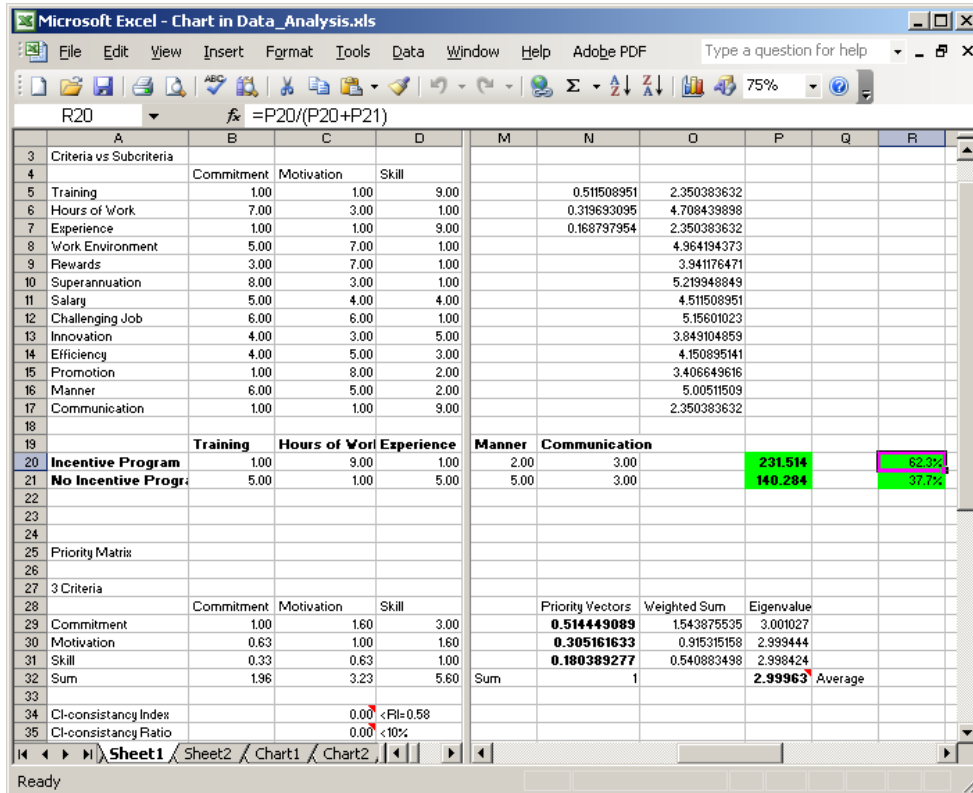 Microsoft Excel - Chart in Data_Analysis.xls
File Edit View Insert Format Tools Data Window Help Adobe PDF Type a question for help
ABC Σ A Z Z A 75%
R20 fx =P20/(P20+P21)
A B C D M N O P Q R
3 Criteria vs Subcriteria
4 Commitment Motivation Skill
5 Training 1.00 1.00 9.00 0.511508951 2.350383632
6 Hours of Work 7.00 3.00 1.00 0.319693095 4.708439898
7 Experience 1.00 1.00 9.00 0.168797954 2.350383632
8 Work Environment 5.00 7.00 1.00 4.964194373
9 Rewards 3.00 7.00 1.00 3.941176471
10 Superannuation 8.00 3.00 1.00 5.219948849
11 Salary 5.00 4.00 4.00 4.511508951
12 Challenging Job 6.00 6.00 1.00 5.15601023
13 Innovation 4.00 3.00 5.00 3.849104859
14 Efficiency 4.00 5.00 3.00 4.150895141
15 Promotion 1.00 8.00 2.00 3.406649616
16 Manner 6.00 5.00 2.00 5.00511509
17 Communication 1.00 1.00 9.00 2.350383632
18
19 Training Hours of Worl Experience Manner Communication
20 Incentive Program 1.00 9.00 1.00 2.00 3.00 231.514 62.3%
21 No Incentive Progra 5.00 1.00 5.00 5.00 3.00 140.284 37.7%
22
23
24
25 Priority Matrix
26
27 3 Criteria
28 Commitment Motivation Skill Priority Vectors Weighted Sum Eigenvalue
29 Commitment 1.00 1.60 3.00 0.514449089 1.543875535 3.001027
30 Motivation 0.63 1.00 1.60 0.305161633 0.915315158 2.999444
31 Skill 0.33 0.63 1.00 0.180389277 0.540883498 2.998424
32 Sum 1.96 3.23 5.60 Sum 1 2.99963 Average
33
34 CI-consistancy Index 0.00 <RI=0.58
35 CI-consistancy Ratio 0.00 <10%
Sheet1 Sheet2 Chart1 Chart2
Ready